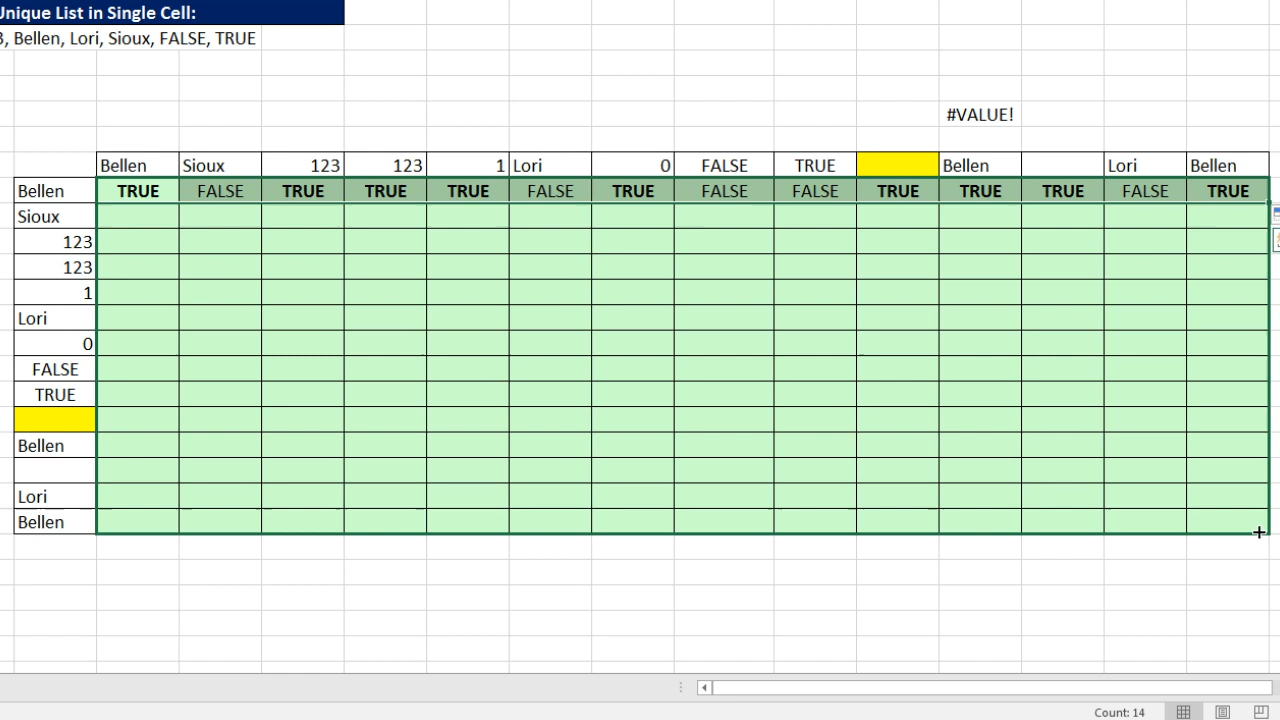 Unique List in Single Cell:
3, Bellen, Lori, Sioux, FALSE, TRUE
#VALUE!
Bellen Sioux 123 123 1 Lori 0 FALSE TRUE Bellen Lori Bellen
Bellen TRUE FALSE TRUE TRUE TRUE FALSE TRUE FALSE FALSE TRUE TRUE TRUE FALSE TRUE
Sioux
123
123
1
Lori
0
FALSE
TRUE
Bellen
Lori
Bellen
Count: 14